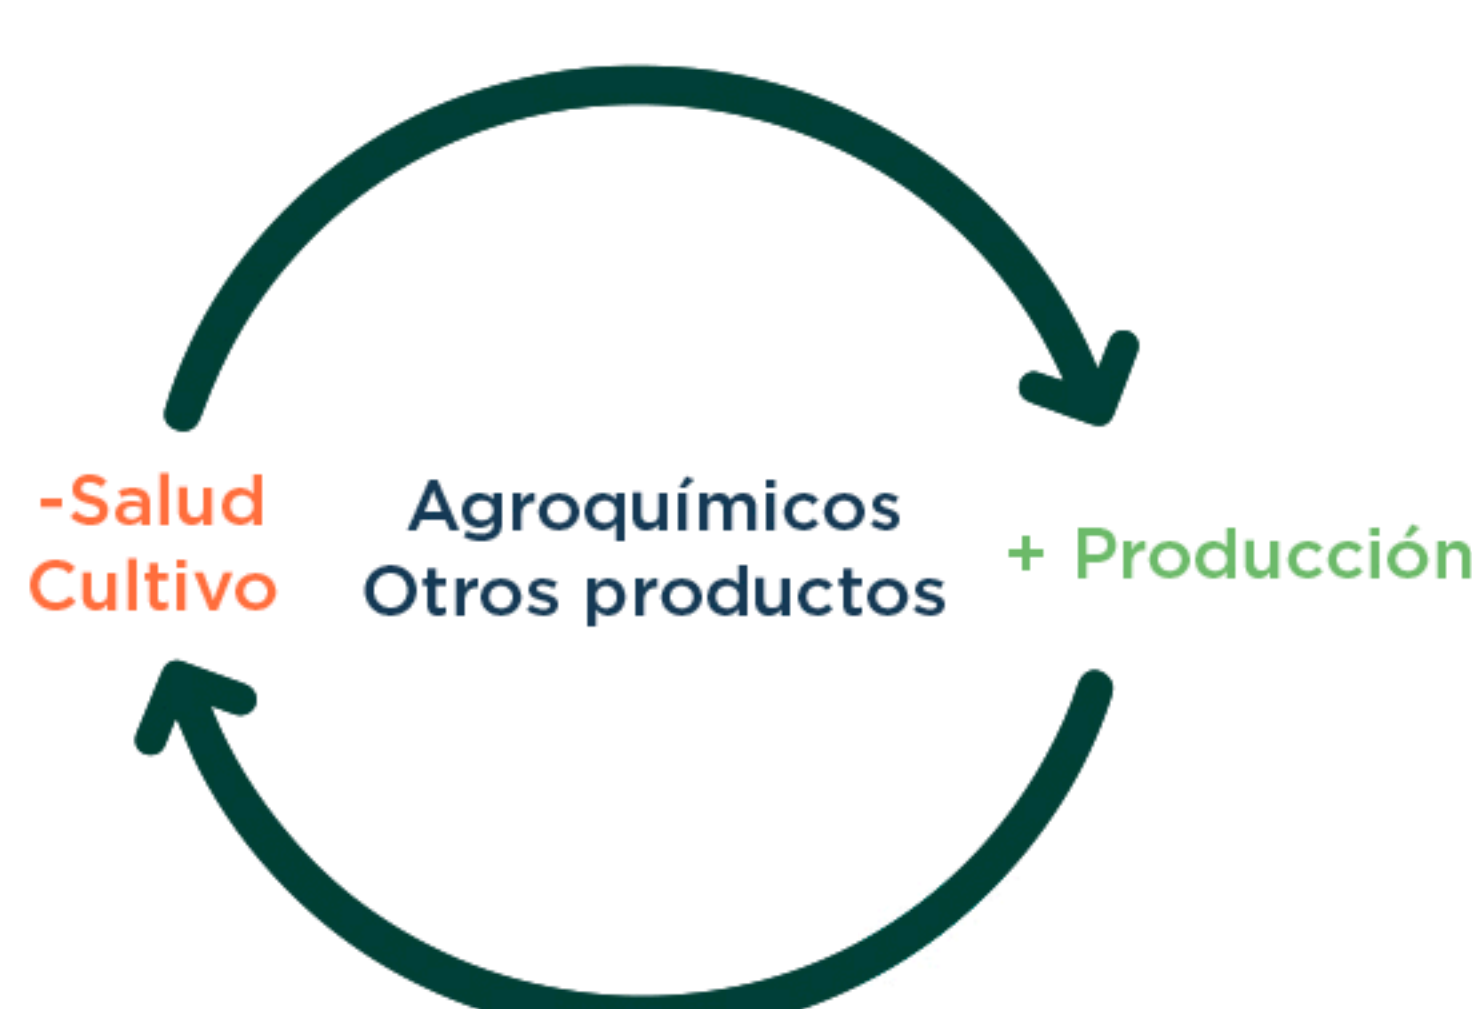 -Salud
Cultivo
Agroquímicos
Otros productos
+ Producción